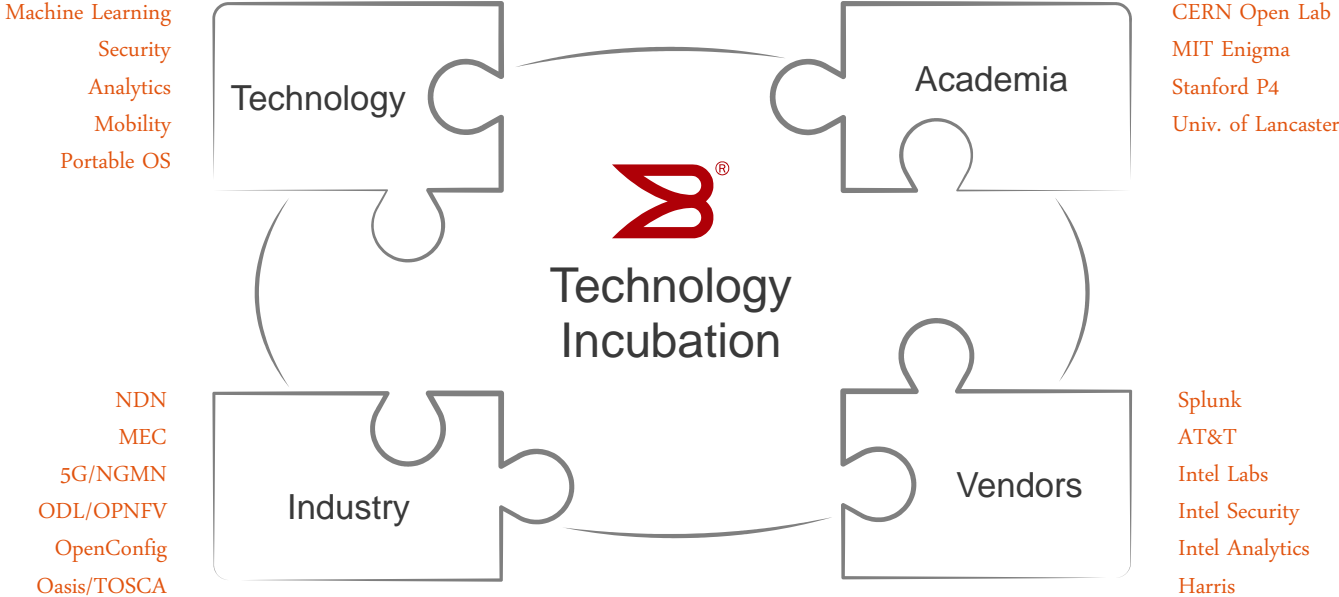 Machine Learning
Security
Analytics
Mobility
Portable OS
Technology
Academia
CERN Open Lab
MIT Enigma
Stanford P4
Univ. of Lancaster
®
Technology
Incubation
NDN
MEC
5G/NGMN
ODL/OPNFV
OpenConfig
Oasis/TOSCA
Industry
Vendors
Splunk
AT&T
Intel Labs
Intel Security
Intel Analytics
Harris